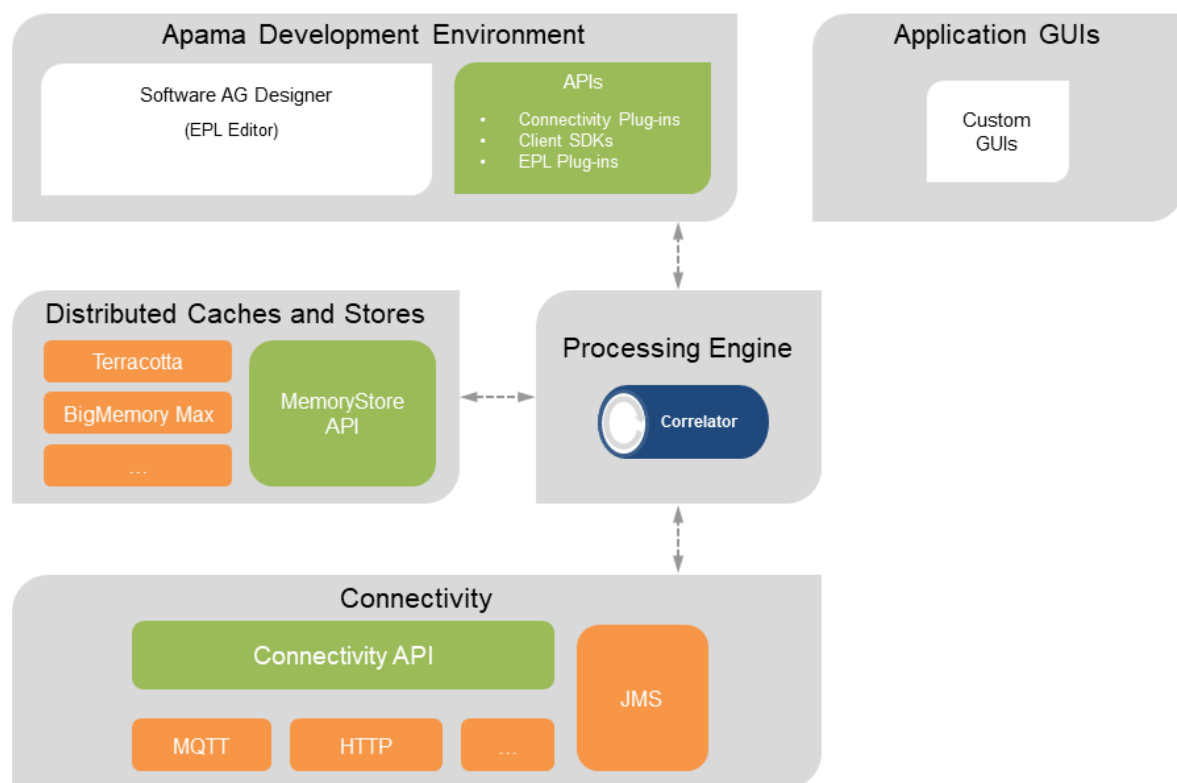 Apama Development Environment
Software AG Designer
(EPL Editor)
APIs
• Connectivity Plug-ins
• Client SDKs
• EPL Plug-ins
Application GUIs
Custom
GUIs
Distributed Caches and Stores
Terracotta
BigMemory Max
...
MemoryStore
API
Processing Engine
Correlator
Connectivity
Connectivity API
MQTT
HTTP
...
JMS